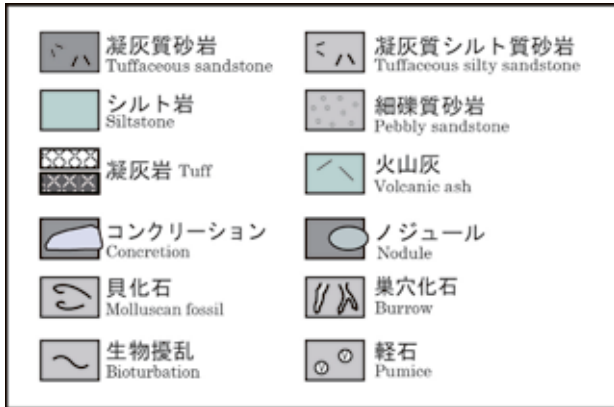 凝灰質砂岩
Tuffaceous sandstone
凝灰質シルト質砂岩
Tuffaceous silty sandstone
シルト岩
Siltstone
細礫質砂岩
Pebbly sandstone
凝灰岩 Tuff
火山灰
Volcanic ash
コンクリーション
Concretion
ノジュール
Nodule
貝化石
Molluscan fossil
巣穴化石
Burrow
生物擾乱
Bioturbation
軽石
Pumice